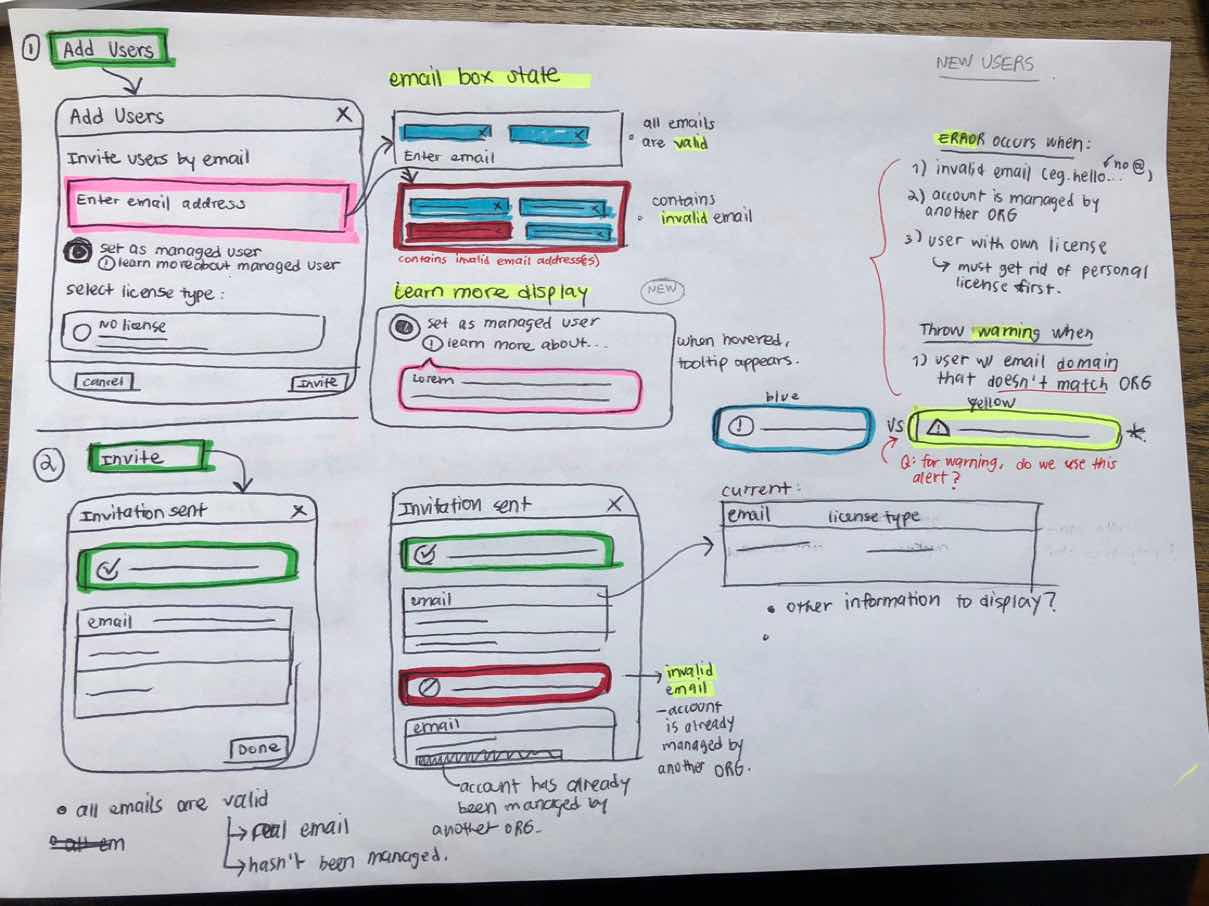 NEW USERS
1 Add Users
Add Users X
Invite users by email
Enter email address
set as managed user
! learn more about managed user
select license type :
No license
cancel
Invite
email box state
x x
Enter email
• all emails
are valid
x x
x x
contains
• invalid email
contains invalid email address(es)
Learn more display
NEW
set as managed user
! learn more about...
Lorem
when hovered,
tooltip appears.
ERROR occurs when:
1) invalid email (eg. hello... no @)
2) account is managed by
another ORG
3) user with own license
↳ must get rid of personal
license first.
Throw warning when
1) user w/ email domain
that doesn't match ORG
blue
!
vs
yellow
!
*
Q: for warning, do we use this
alert?
2 Invite
Invitation sent X
email
Done
• all emails are valid
→ real email
↳ hasn't been managed.
Invitation sent X
email
email
account has already
been managed by
another ORG.
→ invalid
email
- account
is already
managed by
another ORG.
current:
email license type
• other information to display?
•